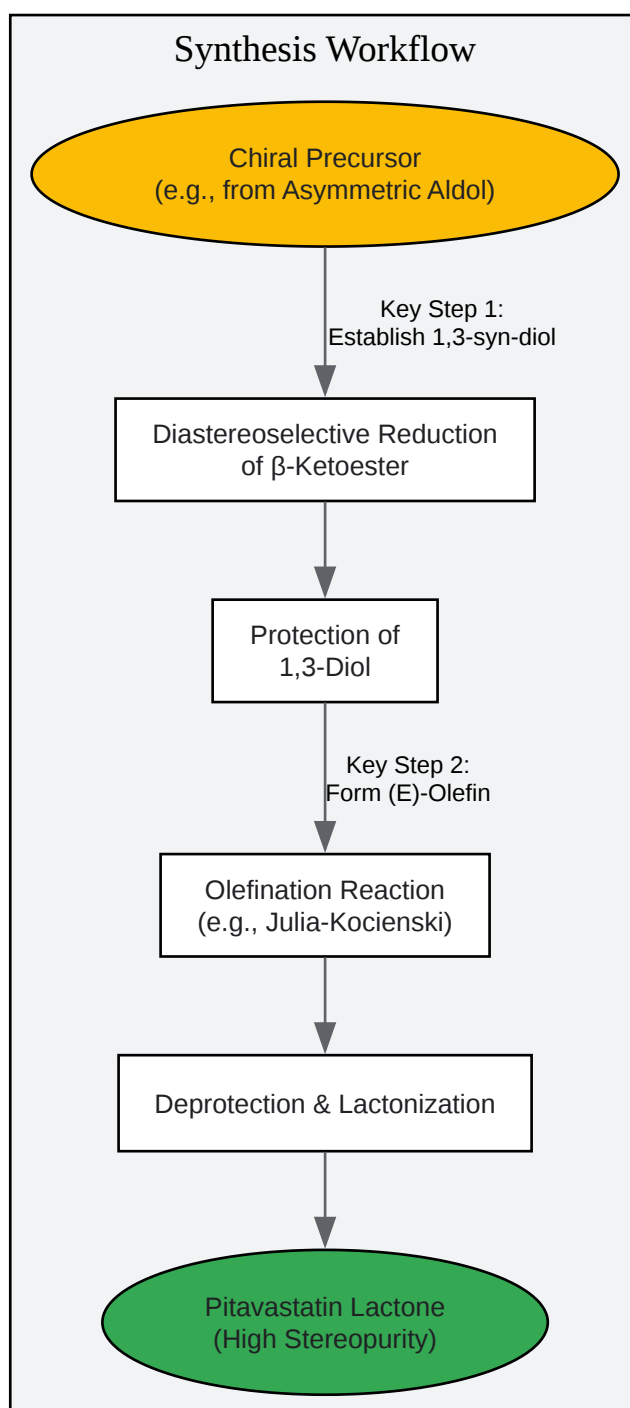 Synthesis Workflow
Chiral Precursor
(e.g., from Asymmetric Aldol)
Key Step 1:
Establish 1,3-syn-diol
Diastereoselective Reduction
of β-Ketoester
Protection of
1,3-Diol
Key Step 2:
Form (E)-Olefin
Olefination Reaction
(e.g., Julia-Kocienski)
Deprotection & Lactonization
Pitavastatin Lactone
(High Stereopurity)